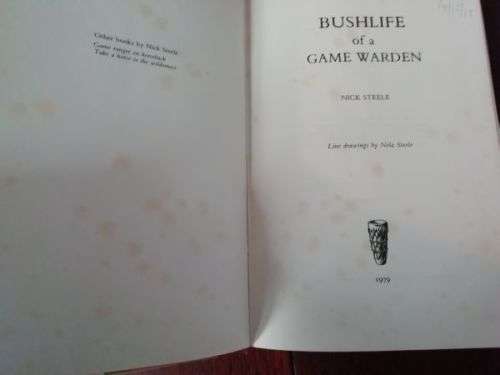 Other books by Nick Steele
Game ranger on horseback
Take a horse to the wilderness
BUSHLIFE
of a
GAME WARDEN
NICK STEELE
Line drawings by Nola Steele
1979